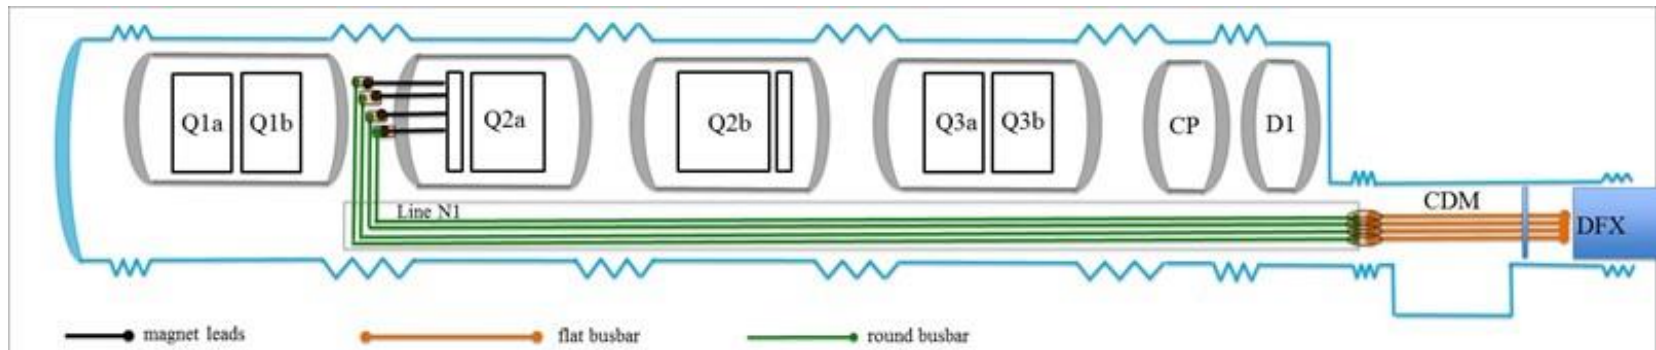 Q1a Q1b Q2a Q2b Q3a Q3b CP D1
Line N1 CDM DFX
magnet leads flat busbar round busbar